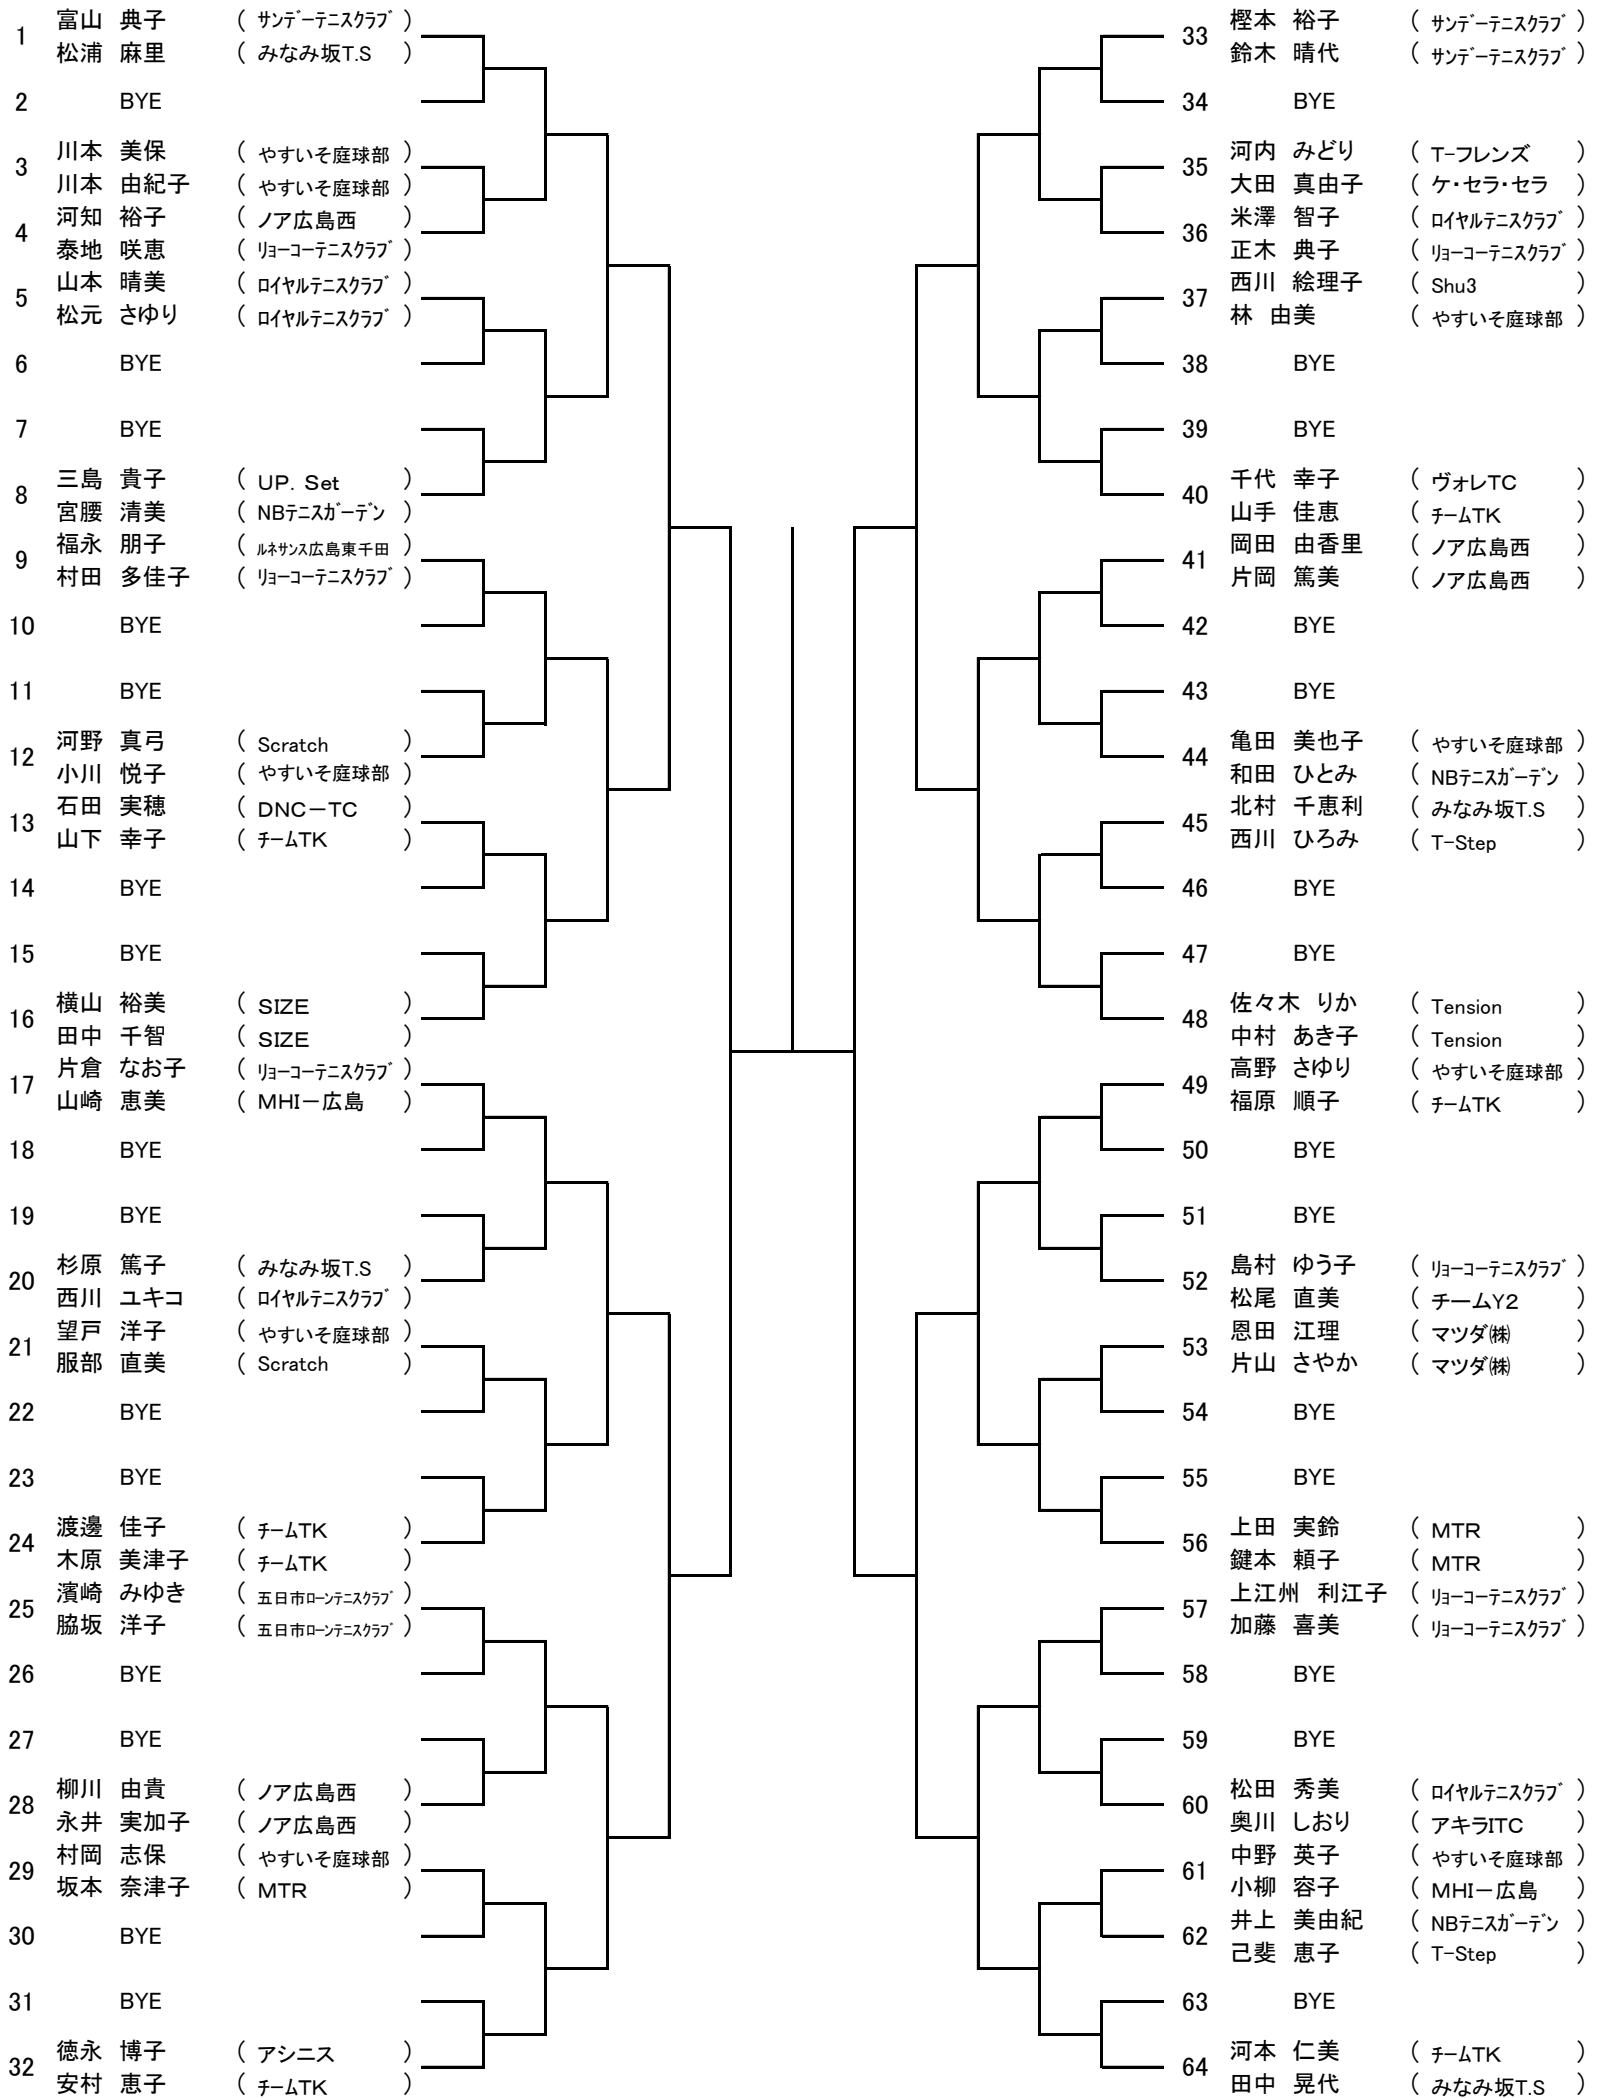 1 富山 典子 ( サンデーテニスクラブ )
松浦 麻里 ( みなみ坂T.S )
2 BYE
3 川本 美保 ( やすいそ庭球部 )
川本 由紀子 ( やすいそ庭球部 )
4 河知 裕子 ( ノア広島西 )
泰地 咲恵 ( リョーコーテニスクラブ )
5 山本 晴美 ( ロイヤルテニスクラブ )
松元 さゆり ( ロイヤルテニスクラブ )
6 BYE
7 BYE
8 三島 貴子 ( UP. Set )
宮腰 清美 ( NBテニスガーデン )
9 福永 朋子 ( ルネサンス広島東千田 )
村田 多佳子 ( リョーコーテニスクラブ )
10 BYE
11 BYE
12 河野 真弓 ( Scratch )
小川 悦子 ( やすいそ庭球部 )
13 石田 実穂 ( DNC－TC )
山下 幸子 ( チームTK )
14 BYE
15 BYE
16 横山 裕美 ( SIZE )
田中 千智 ( SIZE )
17 片倉 なお子 ( リョーコーテニスクラブ )
山崎 恵美 ( MHI－広島 )
18 BYE
19 BYE
20 杉原 篤子 ( みなみ坂T.S )
西川 ユキコ ( ロイヤルテニスクラブ )
21 望戸 洋子 ( やすいそ庭球部 )
服部 直美 ( Scratch )
22 BYE
23 BYE
24 渡邊 佳子 ( チームTK )
木原 美津子 ( チームTK )
25 濱崎 みゆき ( 五日市ローンテニスクラブ )
脇坂 洋子 ( 五日市ローンテニスクラブ )
26 BYE
27 BYE
28 柳川 由貴 ( ノア広島西 )
永井 実加子 ( ノア広島西 )
29 村岡 志保 ( やすいそ庭球部 )
坂本 奈津子 ( MTR )
30 BYE
31 BYE
32 徳永 博子 ( アシニス )
安村 恵子 ( チームTK )
33 樫本 裕子 ( サンデーテニスクラブ )
鈴木 晴代 ( サンデーテニスクラブ )
34 BYE
35 河内 みどり ( T-フレンズ )
大田 真由子 ( ケ・セラ・セラ )
36 米澤 智子 ( ロイヤルテニスクラブ )
正木 典子 ( リョーコーテニスクラブ )
37 西川 絵理子 ( Shu3 )
林 由美 ( やすいそ庭球部 )
38 BYE
39 BYE
40 千代 幸子 ( ヴォレTC )
山手 佳恵 ( チームTK )
41 岡田 由香里 ( ノア広島西 )
片岡 篤美 ( ノア広島西 )
42 BYE
43 BYE
44 亀田 美也子 ( やすいそ庭球部 )
和田 ひとみ ( NBテニスガーデン )
45 北村 千恵利 ( みなみ坂T.S )
西川 ひろみ ( T-Step )
46 BYE
47 BYE
48 佐々木 りか ( Tension )
中村 あき子 ( Tension )
49 高野 さゆり ( やすいそ庭球部 )
福原 順子 ( チームTK )
50 BYE
51 BYE
52 島村 ゆう子 ( リョーコーテニスクラブ )
松尾 直美 ( チームY2 )
53 恩田 江理 ( マツダ㈱ )
片山 さやか ( マツダ㈱ )
54 BYE
55 BYE
56 上田 実鈴 ( MTR )
鍵本 頼子 ( MTR )
57 上江州 利江子 ( リョーコーテニスクラブ )
加藤 喜美 ( リョーコーテニスクラブ )
58 BYE
59 BYE
60 松田 秀美 ( ロイヤルテニスクラブ )
奥川 しおり ( アキラITC )
61 中野 英子 ( やすいそ庭球部 )
小柳 容子 ( MHI－広島 )
62 井上 美由紀 ( NBテニスガーデン )
己斐 恵子 ( T-Step )
63 BYE
64 河本 仁美 ( チームTK )
田中 晃代 ( みなみ坂T.S )